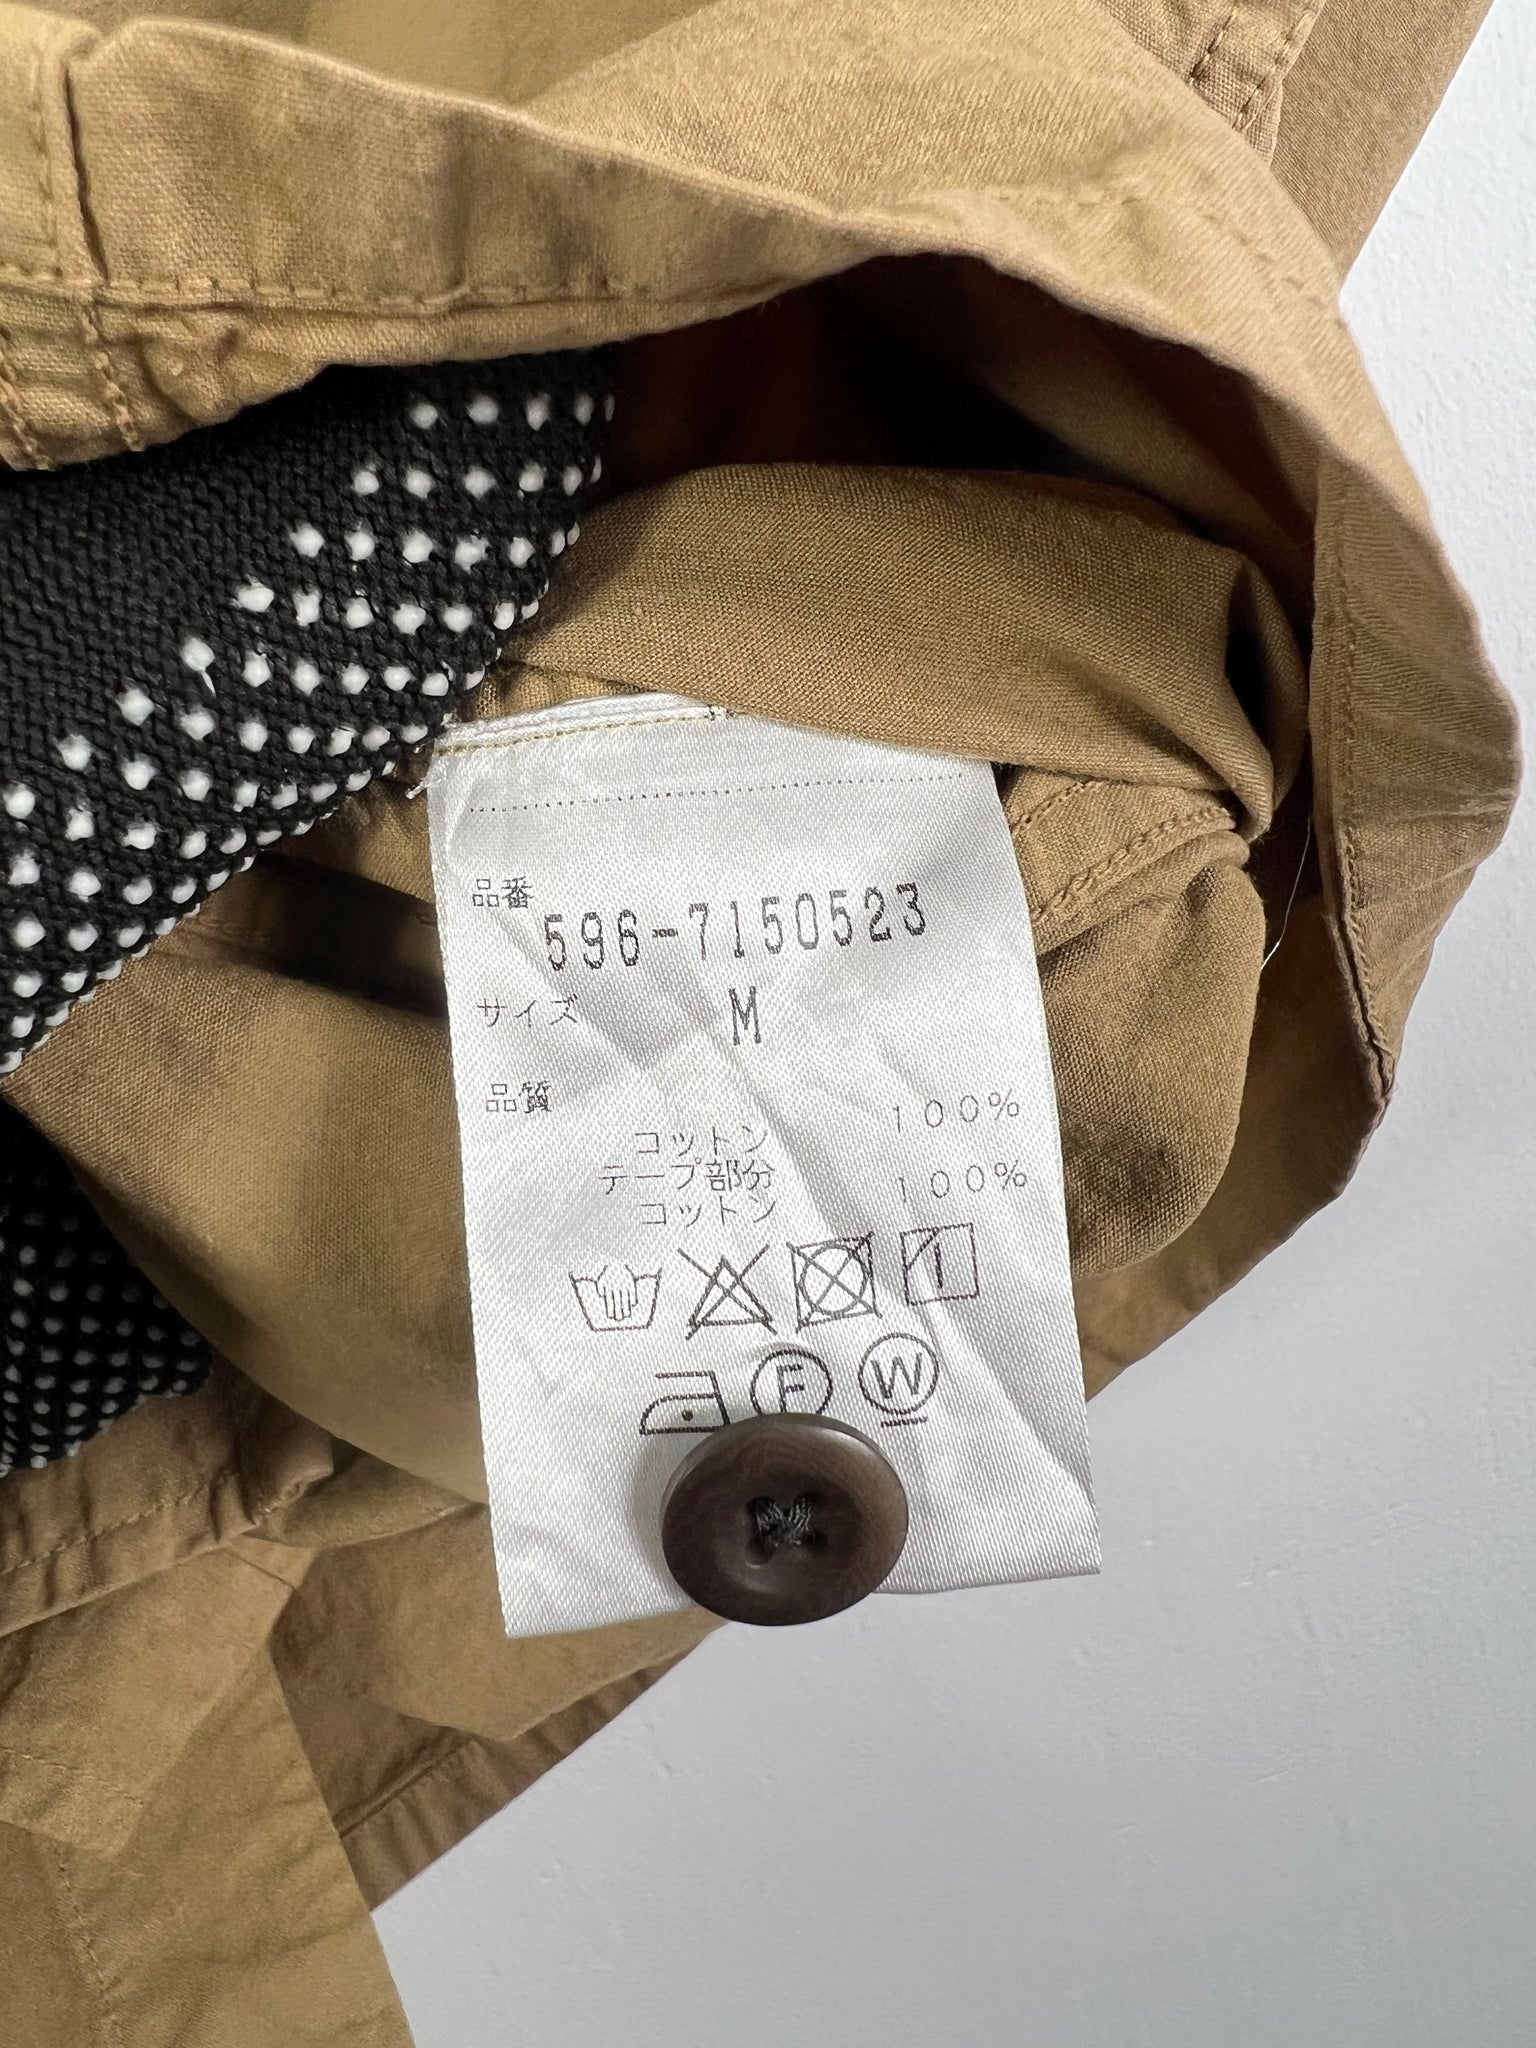 品番
596-7150523
サイズ M
品質
コットン 100%
テープ部分
コットン 100%
F W